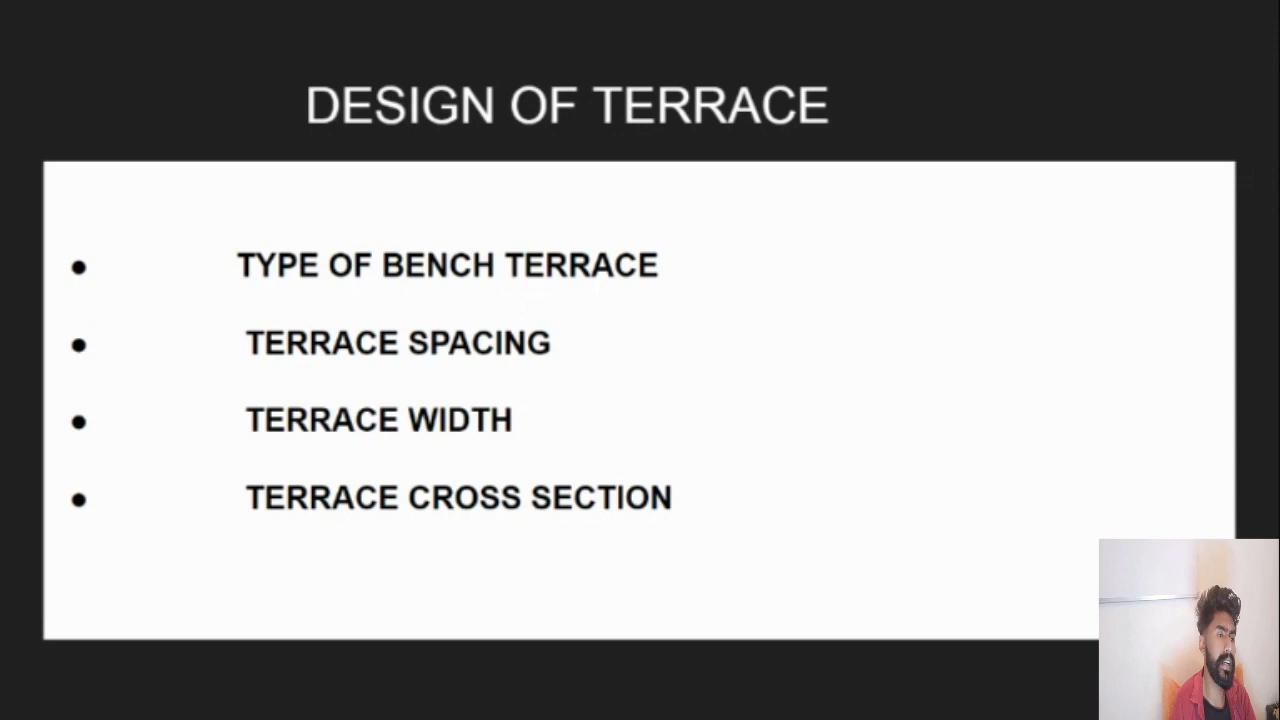 DESIGN OF TERRACE
● TYPE OF BENCH TERRACE
● TERRACE SPACING
● TERRACE WIDTH
● TERRACE CROSS SECTION